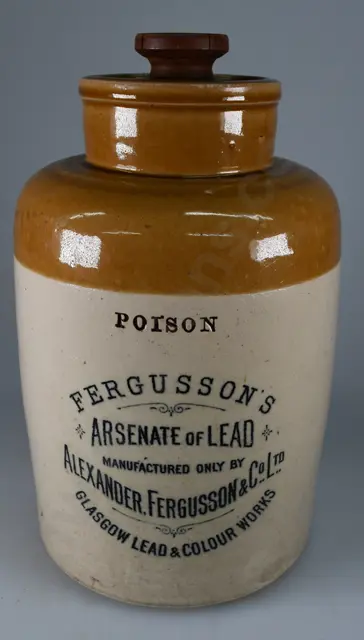 POISON
FERGUSSON'S
ARSENATE OF LEAD
MANUFACTURED ONLY BY
ALEXANDER. FERGUSSON & Co. LTD
GLASGOW LEAD & COLOUR WORKS